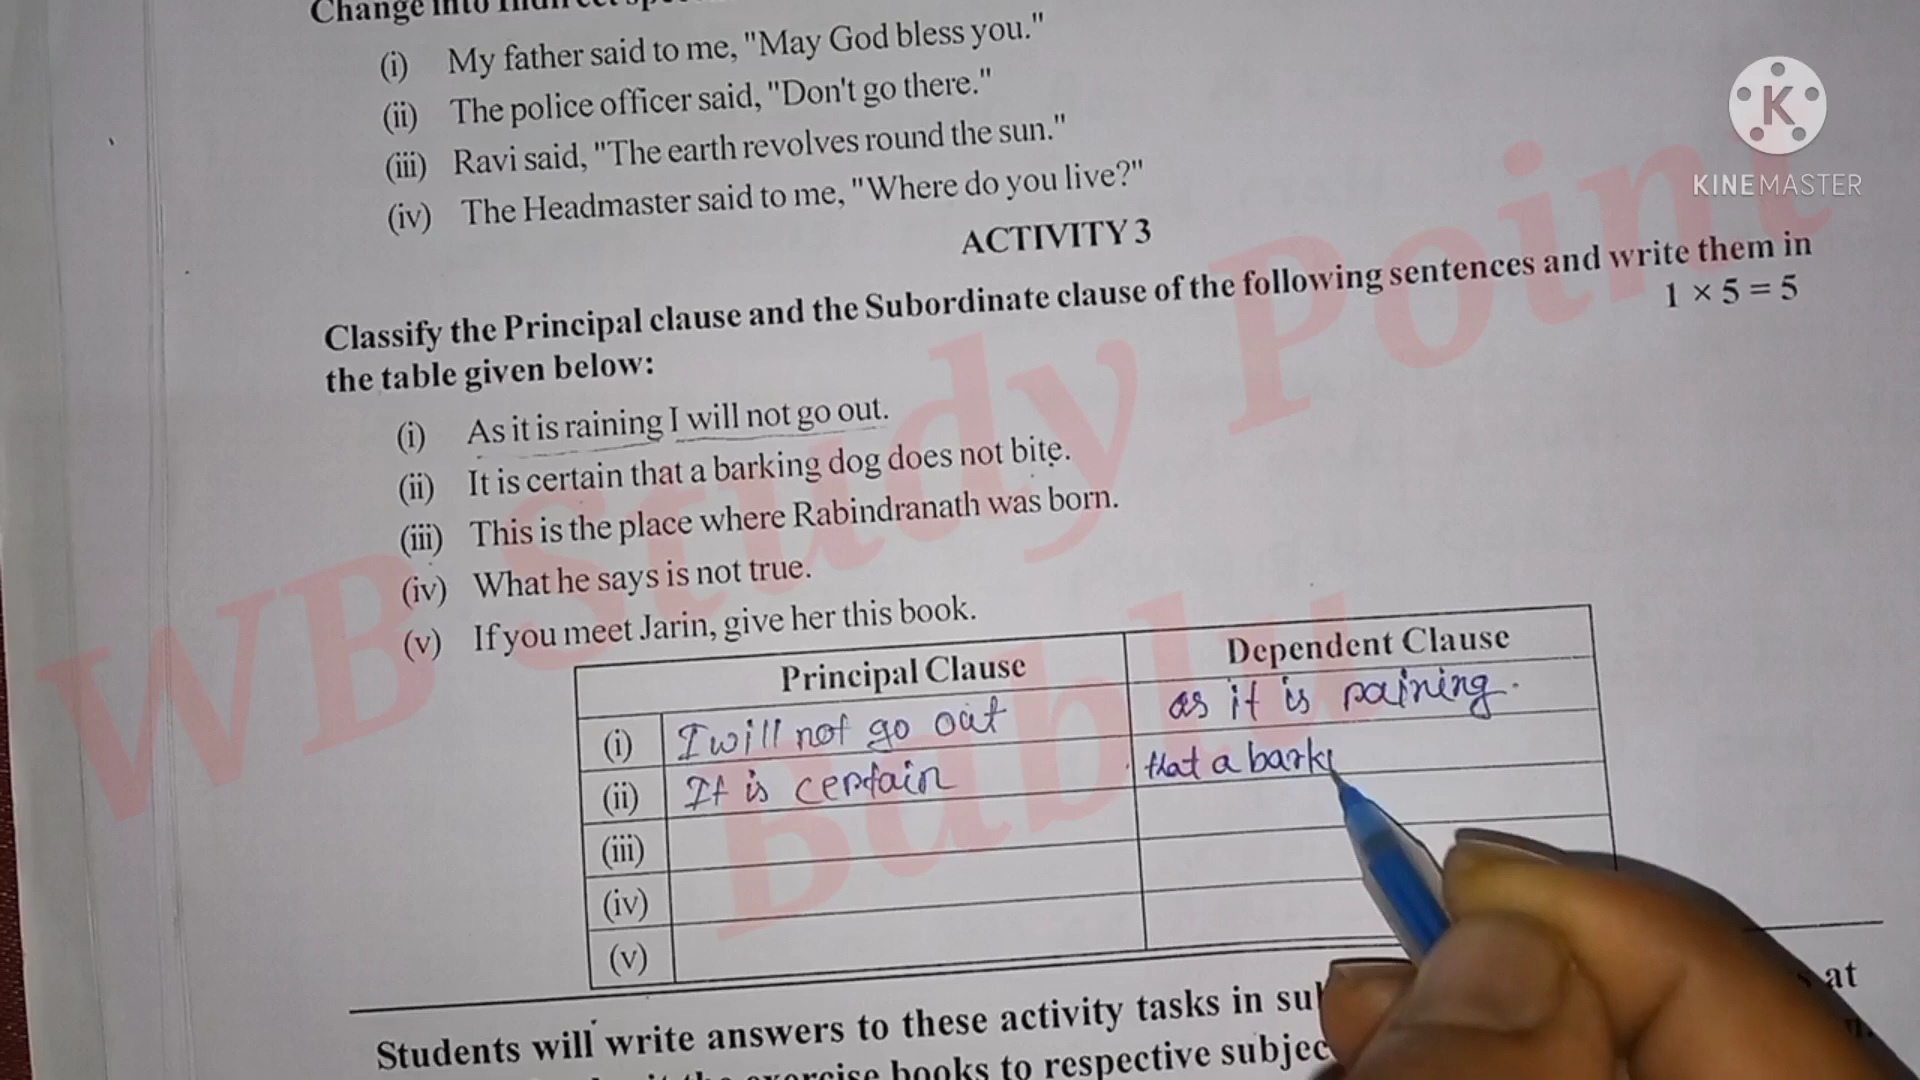 Change into Indirect
(i) My father said to me, "May God bless you."
(ii) The police officer said, "Don't go there."
(iii) Ravi said, "The earth revolves round the sun."
(iv) The Headmaster said to me, "Where do you live?"
K
KINEMASTER
ACTIVITY 3
Classify the Principal clause and the Subordinate clause of the following sentences and write them in
the table given below:
1 × 5 = 5
(i) As it is raining I will not go out.
(ii) It is certain that a barking dog does not bite.
(iii) This is the place where Rabindranath was born.
(iv) What he says is not true.
(v) If you meet Jarin, give her this book.
Principal Clause Dependent Clause
(i) I will not go out as it is raining.
(ii) It is certain that a bark
(iii)
(iv)
(v)
Students will write answers to these activity tasks in at
books to respective
WB Study Point
Bablu